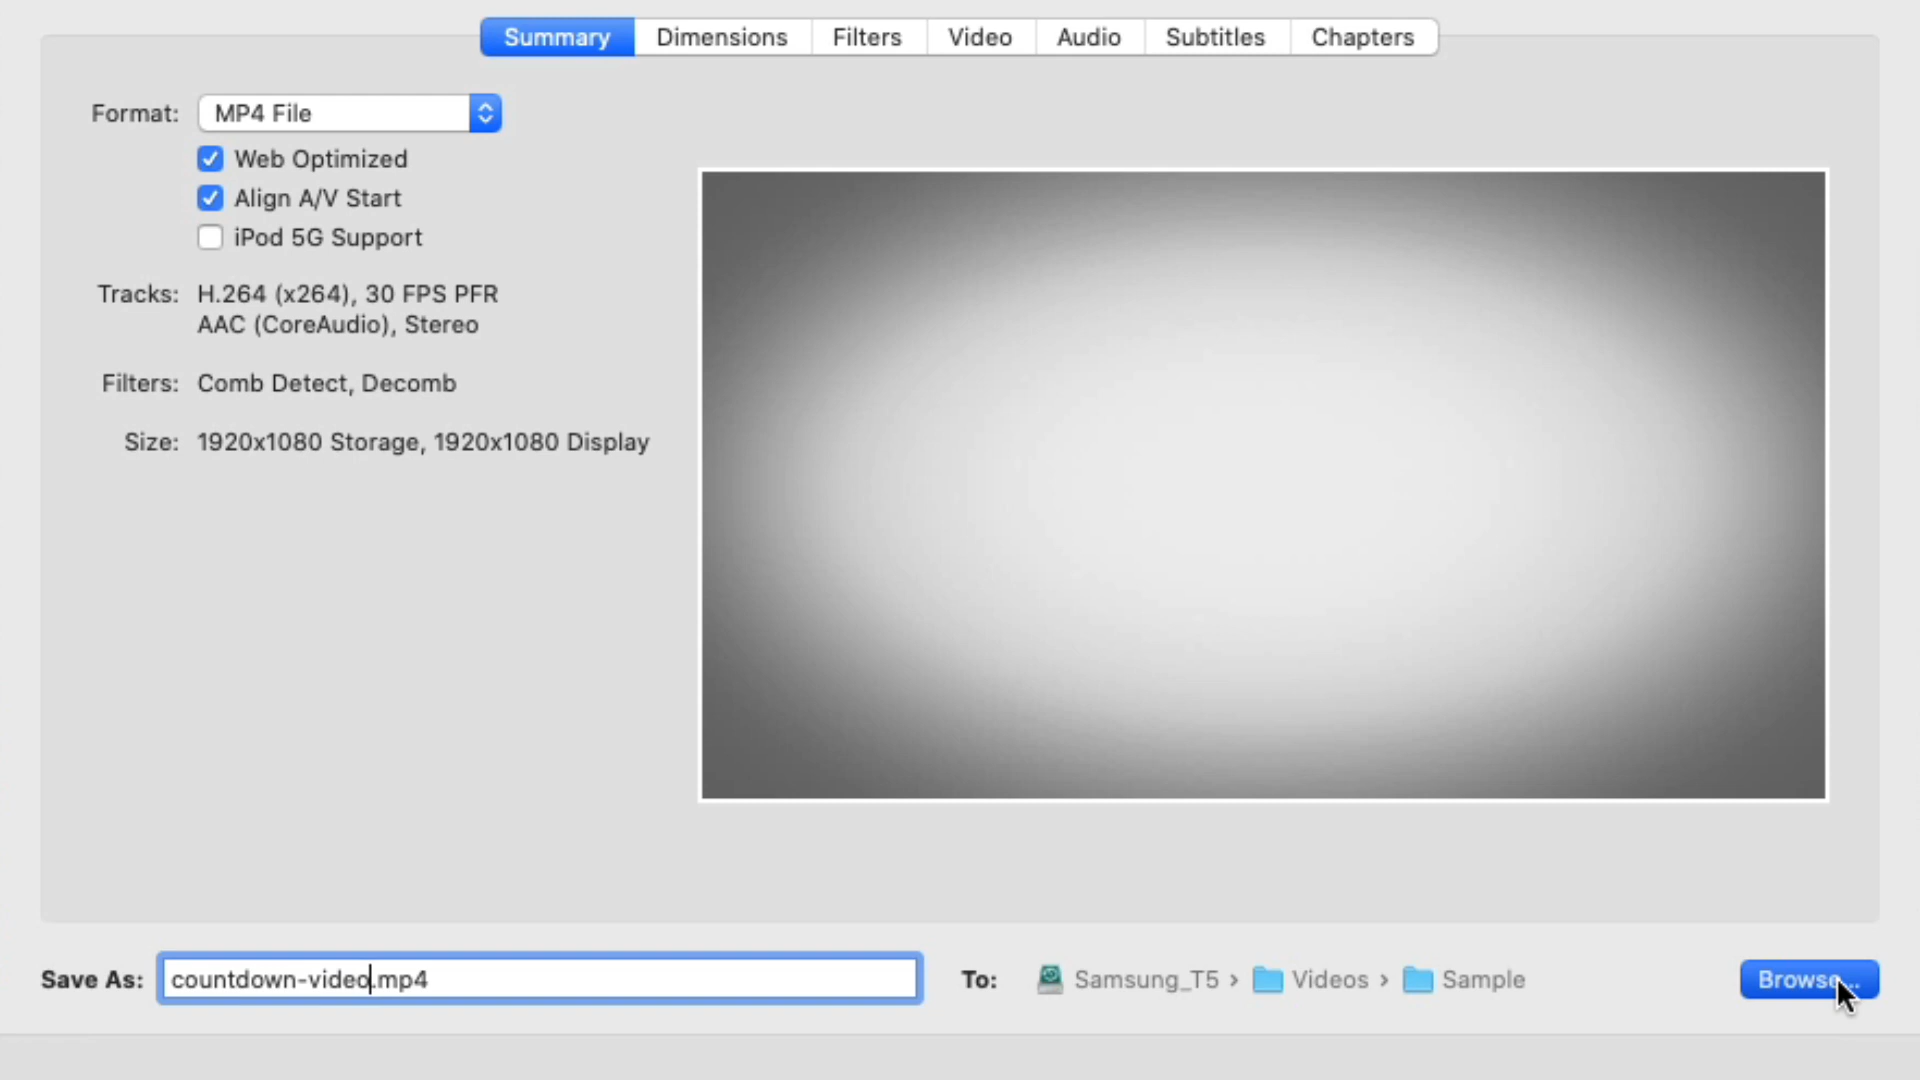 Summary Dimensions Filters Video Audio Subtitles Chapters
Format: MP4 File
Web Optimized
Align A/V Start
iPod 5G Support
Tracks: H.264 (x264), 30 FPS PFR
AAC (CoreAudio), Stereo
Filters: Comb Detect, Decomb
Size: 1920x1080 Storage, 1920x1080 Display
Save As: countdown-video.mp4 To: Samsung_T5 › Videos › Sample Browse...